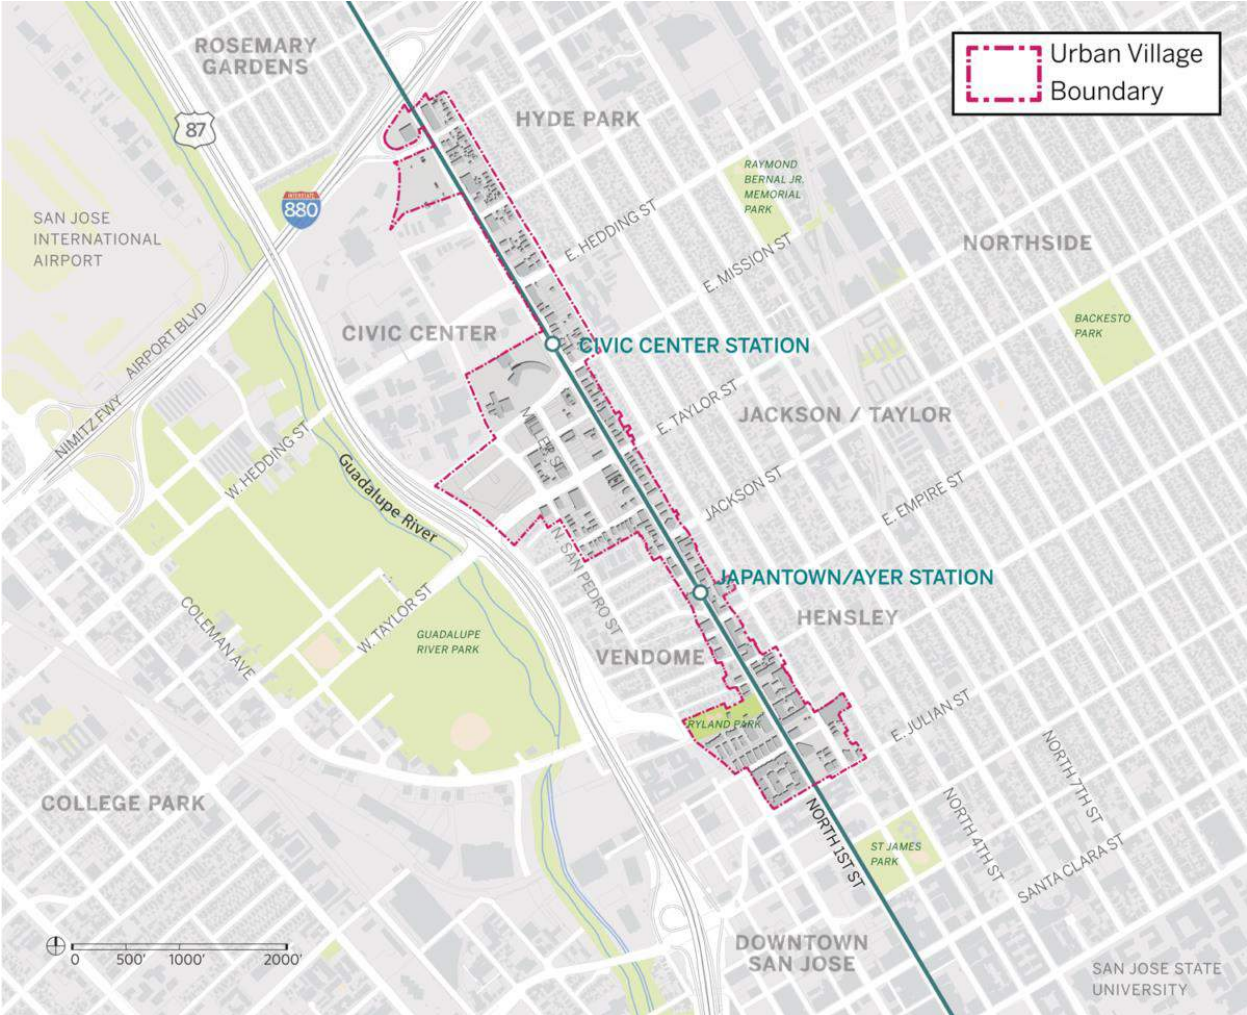 ROSEMARY
GARDENS
Urban Village
Boundary
HYDE PARK
87
RAYMOND
BERNAL JR.
MEMORIAL
PARK
INTERSTATE
880
SAN JOSE
INTERNATIONAL
AIRPORT
E. HEDDING ST
E. MISSION ST
NORTHSIDE
AIRPORT BLVD
CIVIC CENTER
CIVIC CENTER STATION
BACKESTO
PARK
NIMITZ FWY
W. HEDDING ST
MILLER ST
E. TAYLOR ST
JACKSON / TAYLOR
Guadalupe River
JACKSON ST
E. EMPIRE ST
N. SAN PEDRO ST
JAPANTOWN/AYER STATION
COLEMAN AVE
W. TAYLOR ST
GUADALUPE
RIVER PARK
HENSLEY
VENDOME
RYLAND PARK
E. JULIAN ST
COLLEGE PARK
NORTH 1ST ST
NORTH 7TH ST
NORTH 4TH ST
ST JAMES
PARK
SANTA CLARA ST
0 500' 1000' 2000'
DOWNTOWN
SAN JOSE
SAN JOSE STATE
UNIVERSITY